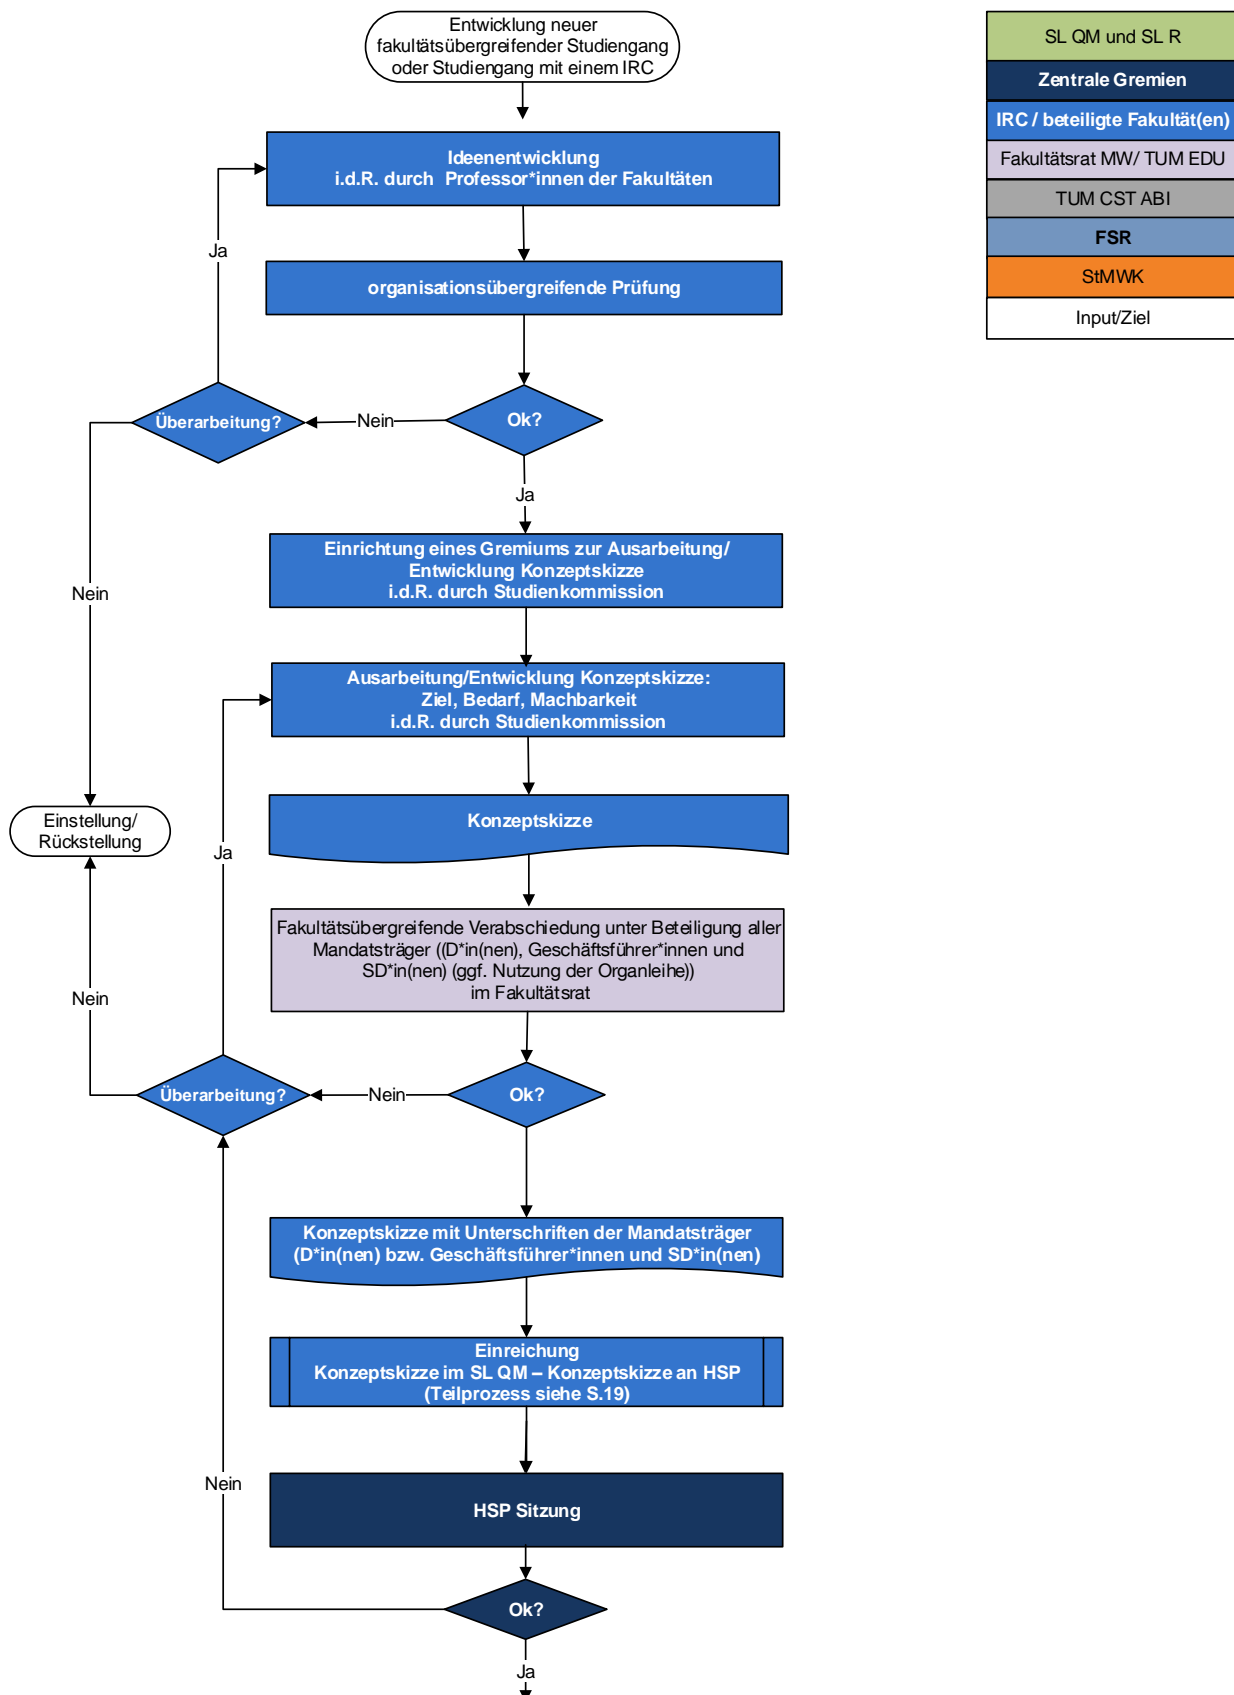 Entwicklung neuer
fakultätsübergreifender Studiengang
oder Studiengang mit einem IRC
SL QM und SL R
Zentrale Gremien
IRC / beteiligte Fakultät(en)
Fakultätsrat MW/ TUM EDU
TUM CST ABI
FSR
StMWK
Input/Ziel
Ideenentwicklung
i.d.R. durch Professor*innen der Fakultäten
Ja
organisationsübergreifende Prüfung
Überarbeitung?
Nein
Ok?
Ja
Einrichtung eines Gremiums zur Ausarbeitung/
Entwicklung Konzeptskizze
i.d.R. durch Studienkommission
Nein
Ausarbeitung/Entwicklung Konzeptskizze:
Ziel, Bedarf, Machbarkeit
i.d.R. durch Studienkommission
Einstellung/
Rückstellung
Ja
Konzeptskizze
Fakultätsübergreifende Verabschiedung unter Beteiligung aller
Mandatsträger ((D*in(nen), Geschäftsführer*innen und
SD*in(nen) (ggf. Nutzung der Organleihe))
im Fakultätsrat
Nein
Überarbeitung?
Nein
Ok?
Konzeptskizze mit Unterschriften der Mandatsträger
(D*in(nen) bzw. Geschäftsführer*innen und SD*in(nen)
Einreichung
Konzeptskizze im SL QM – Konzeptskizze an HSP
(Teilprozess siehe S.19)
Nein
HSP Sitzung
Ok?
Ja